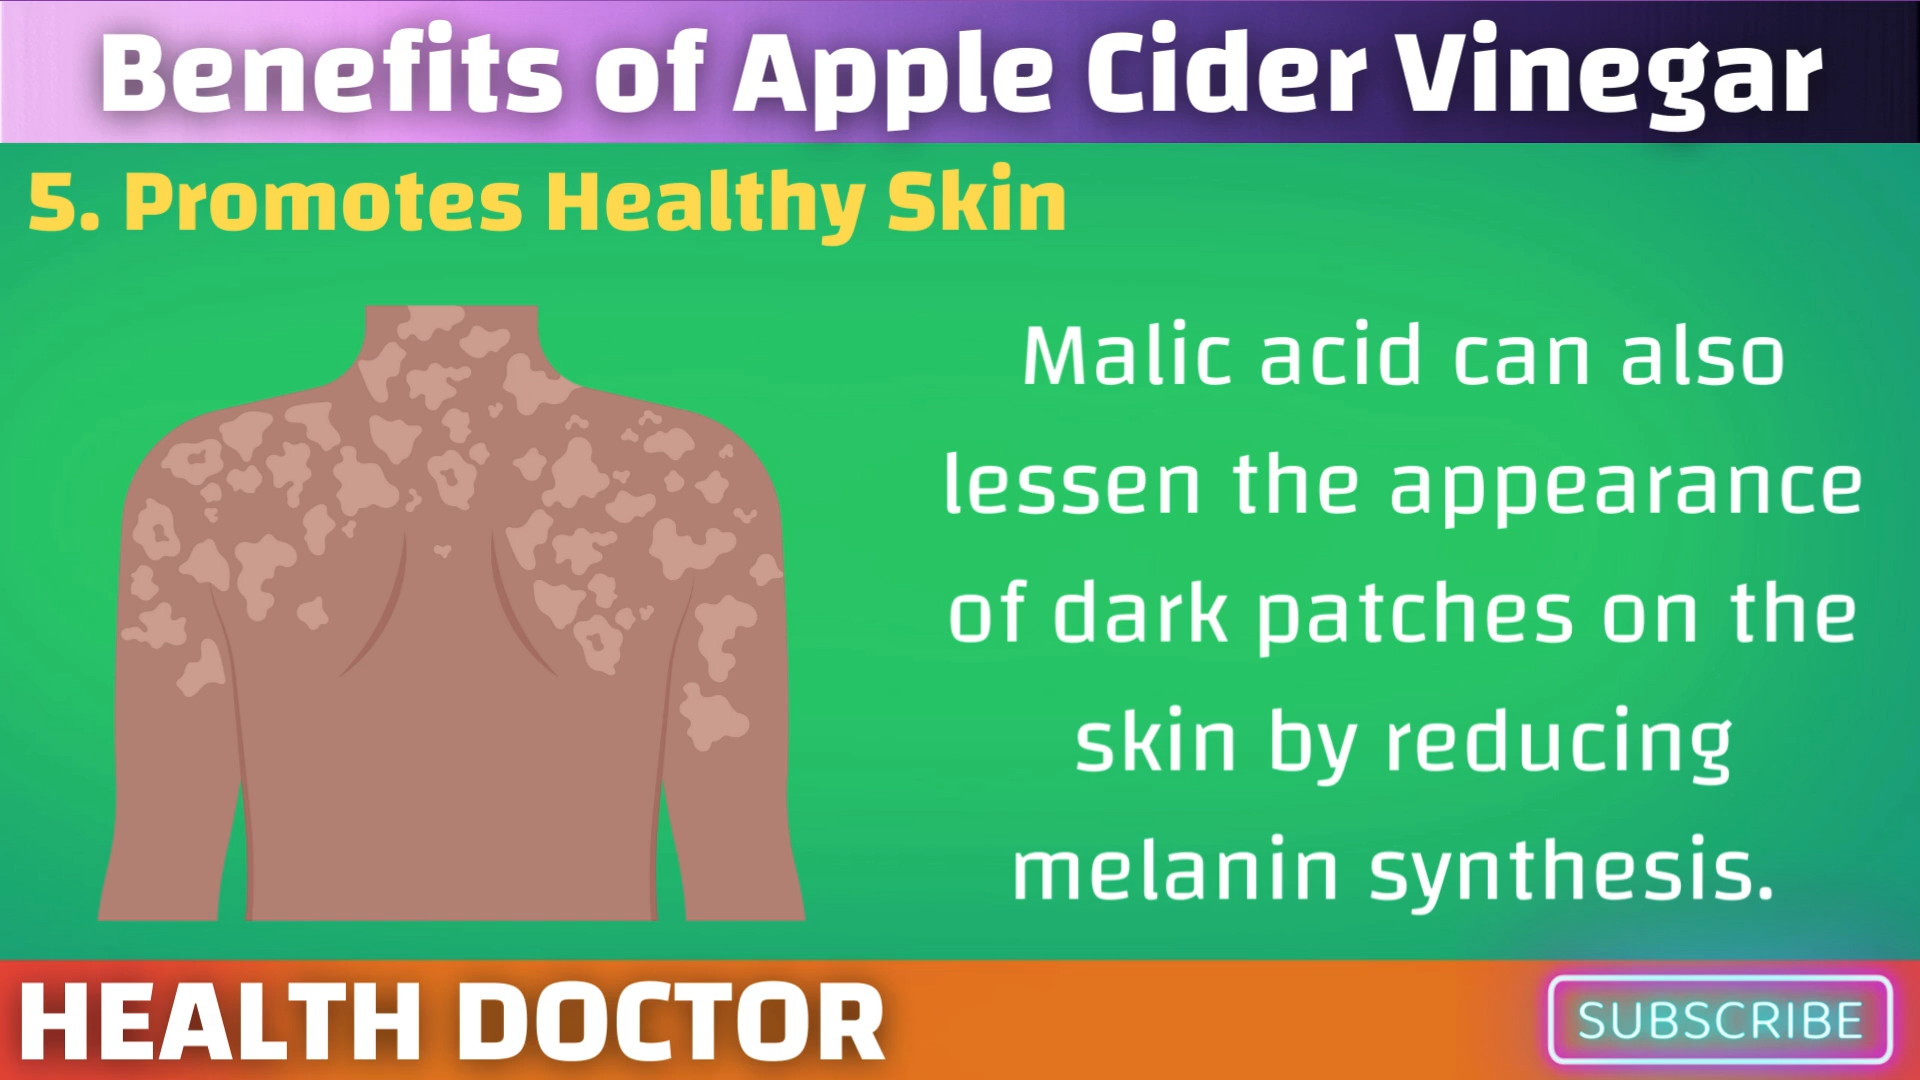 Benefits of Apple Cider Vinegar
5. Promotes Healthy Skin
Malic acid can also
lessen the appearance
of dark patches on the
skin by reducing
melanin synthesis.
HEALTH DOCTOR
SUBSCRIBE